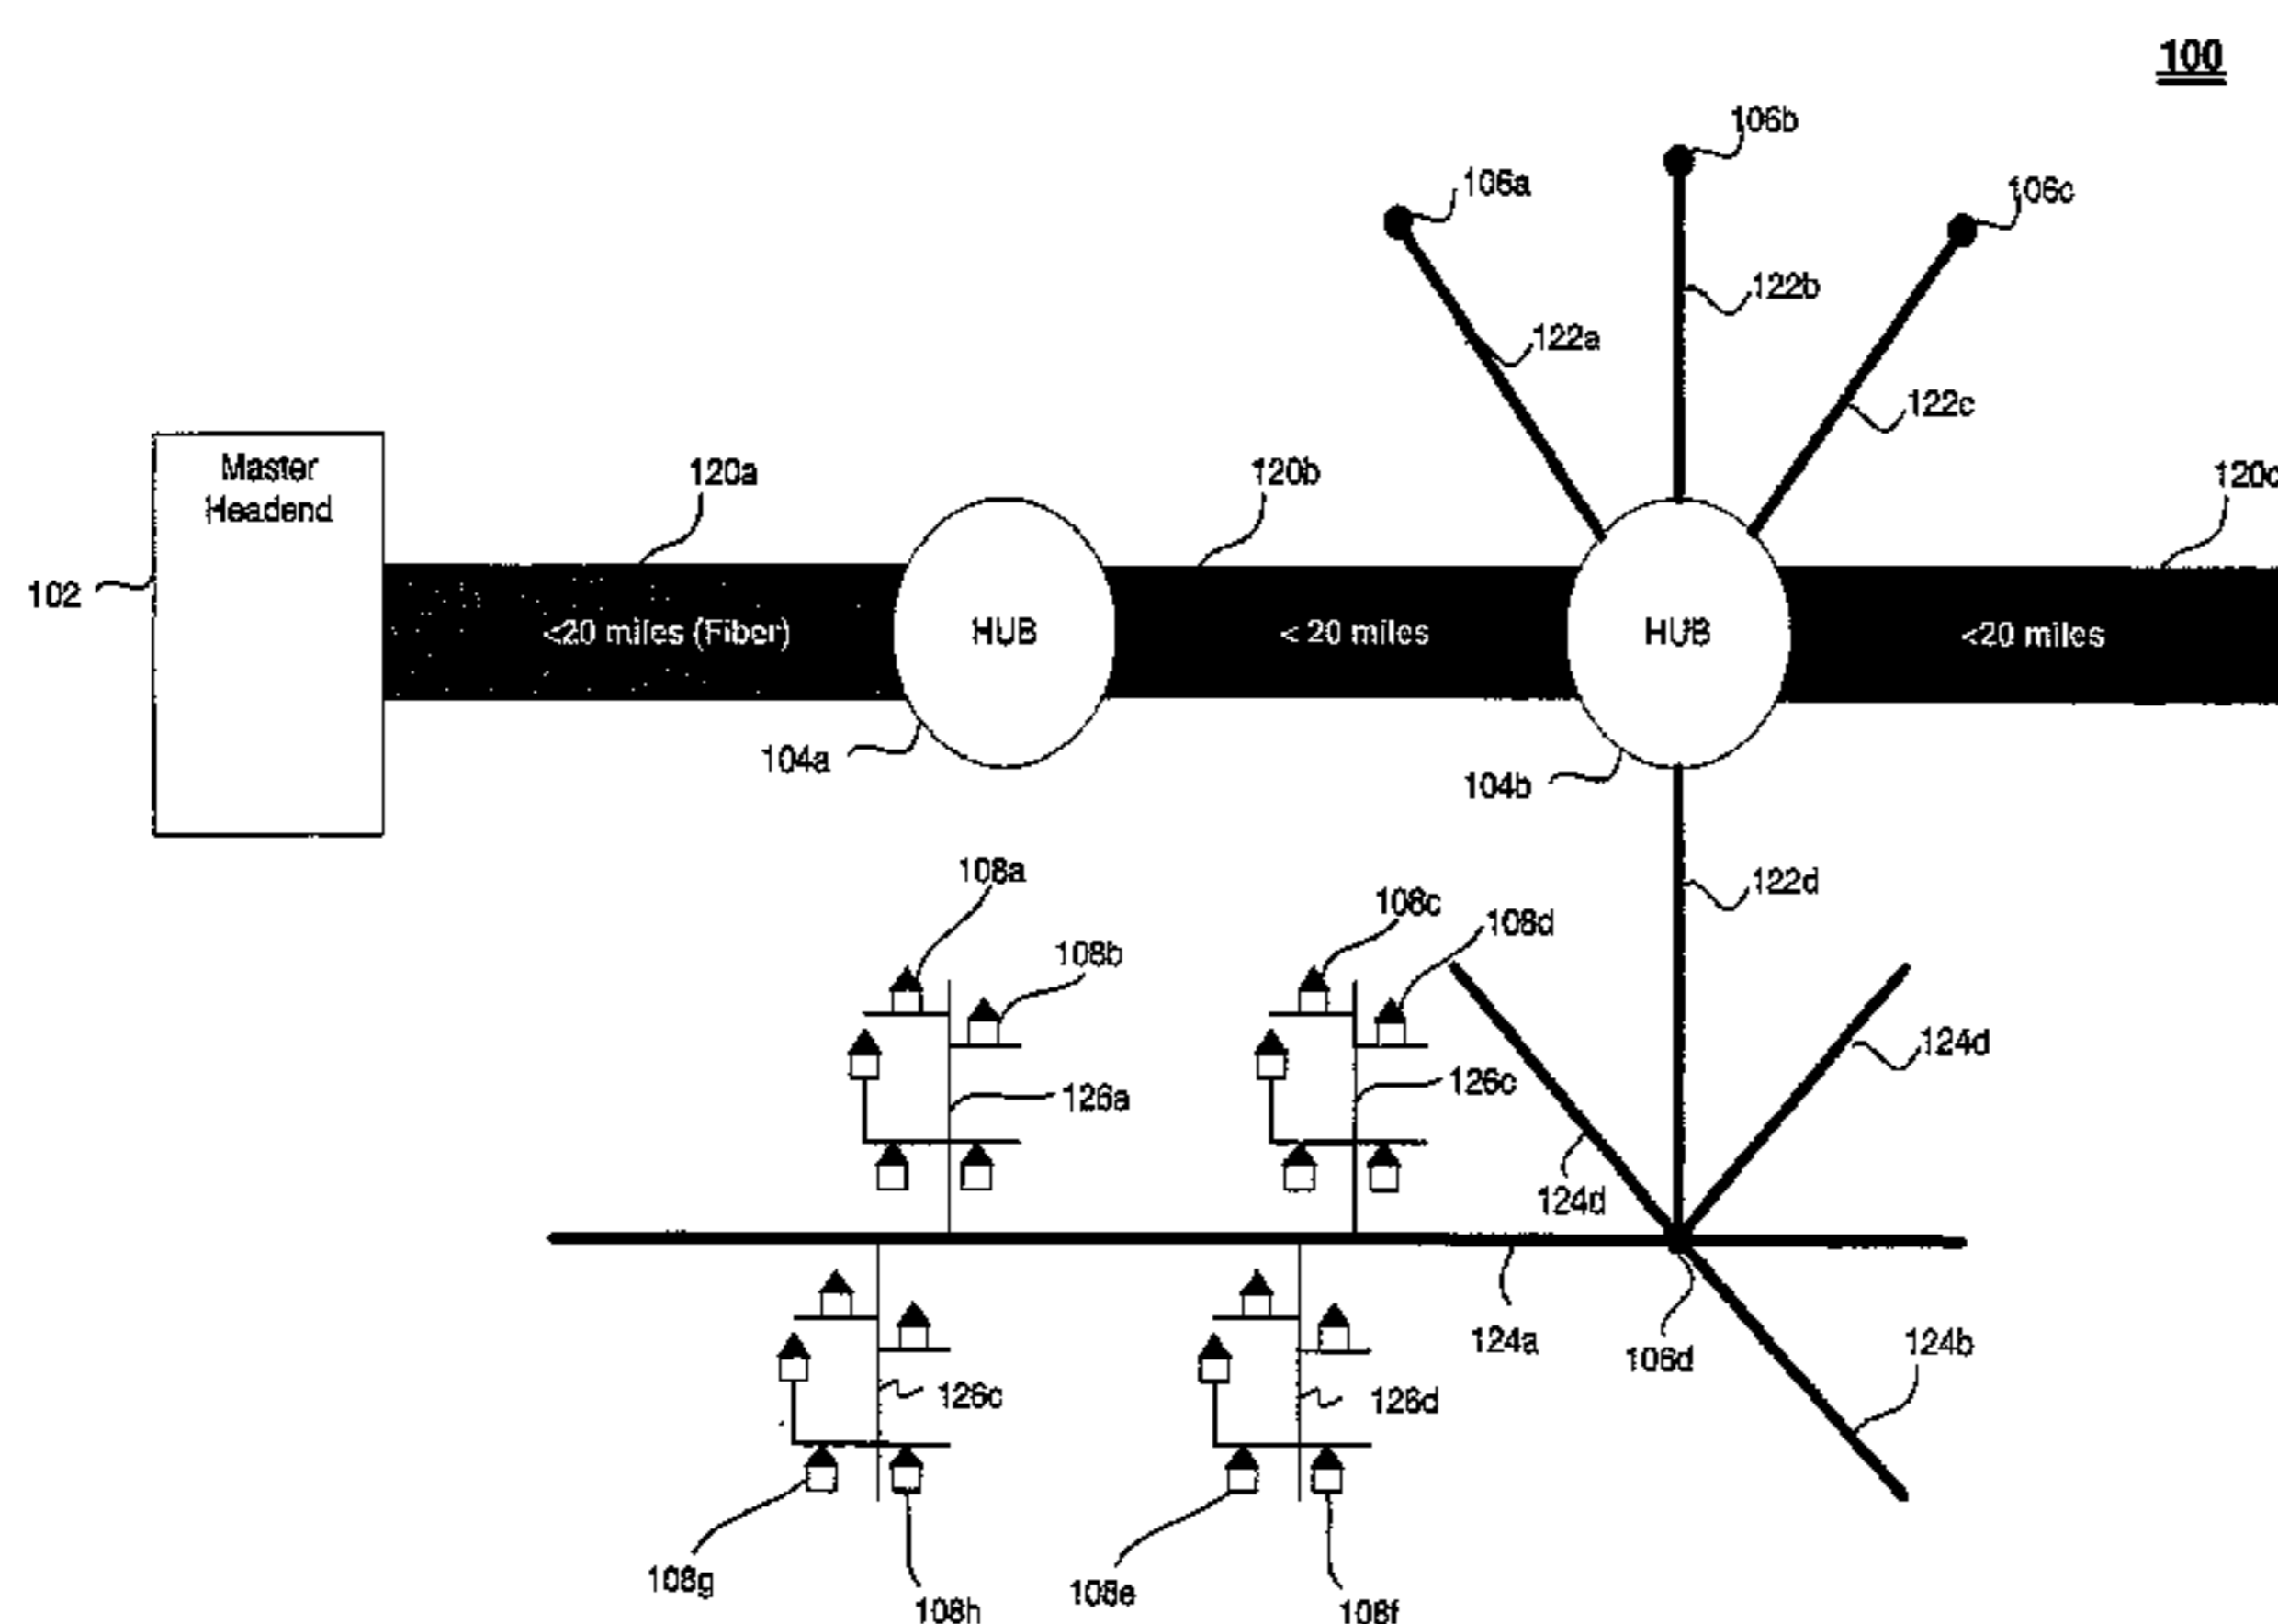 100
106b
106a
106c
122b
122a
122c
Master
Headend
120a
120b
120c
102
<20 miles (Fiber)
HUB
< 20 miles
HUB
<20 miles
104a
104b
108a
108c
122d
108d
108b
124d
126a
126c
124d
124a
106d
124b
126c
126d
108g
108h
108e
108f